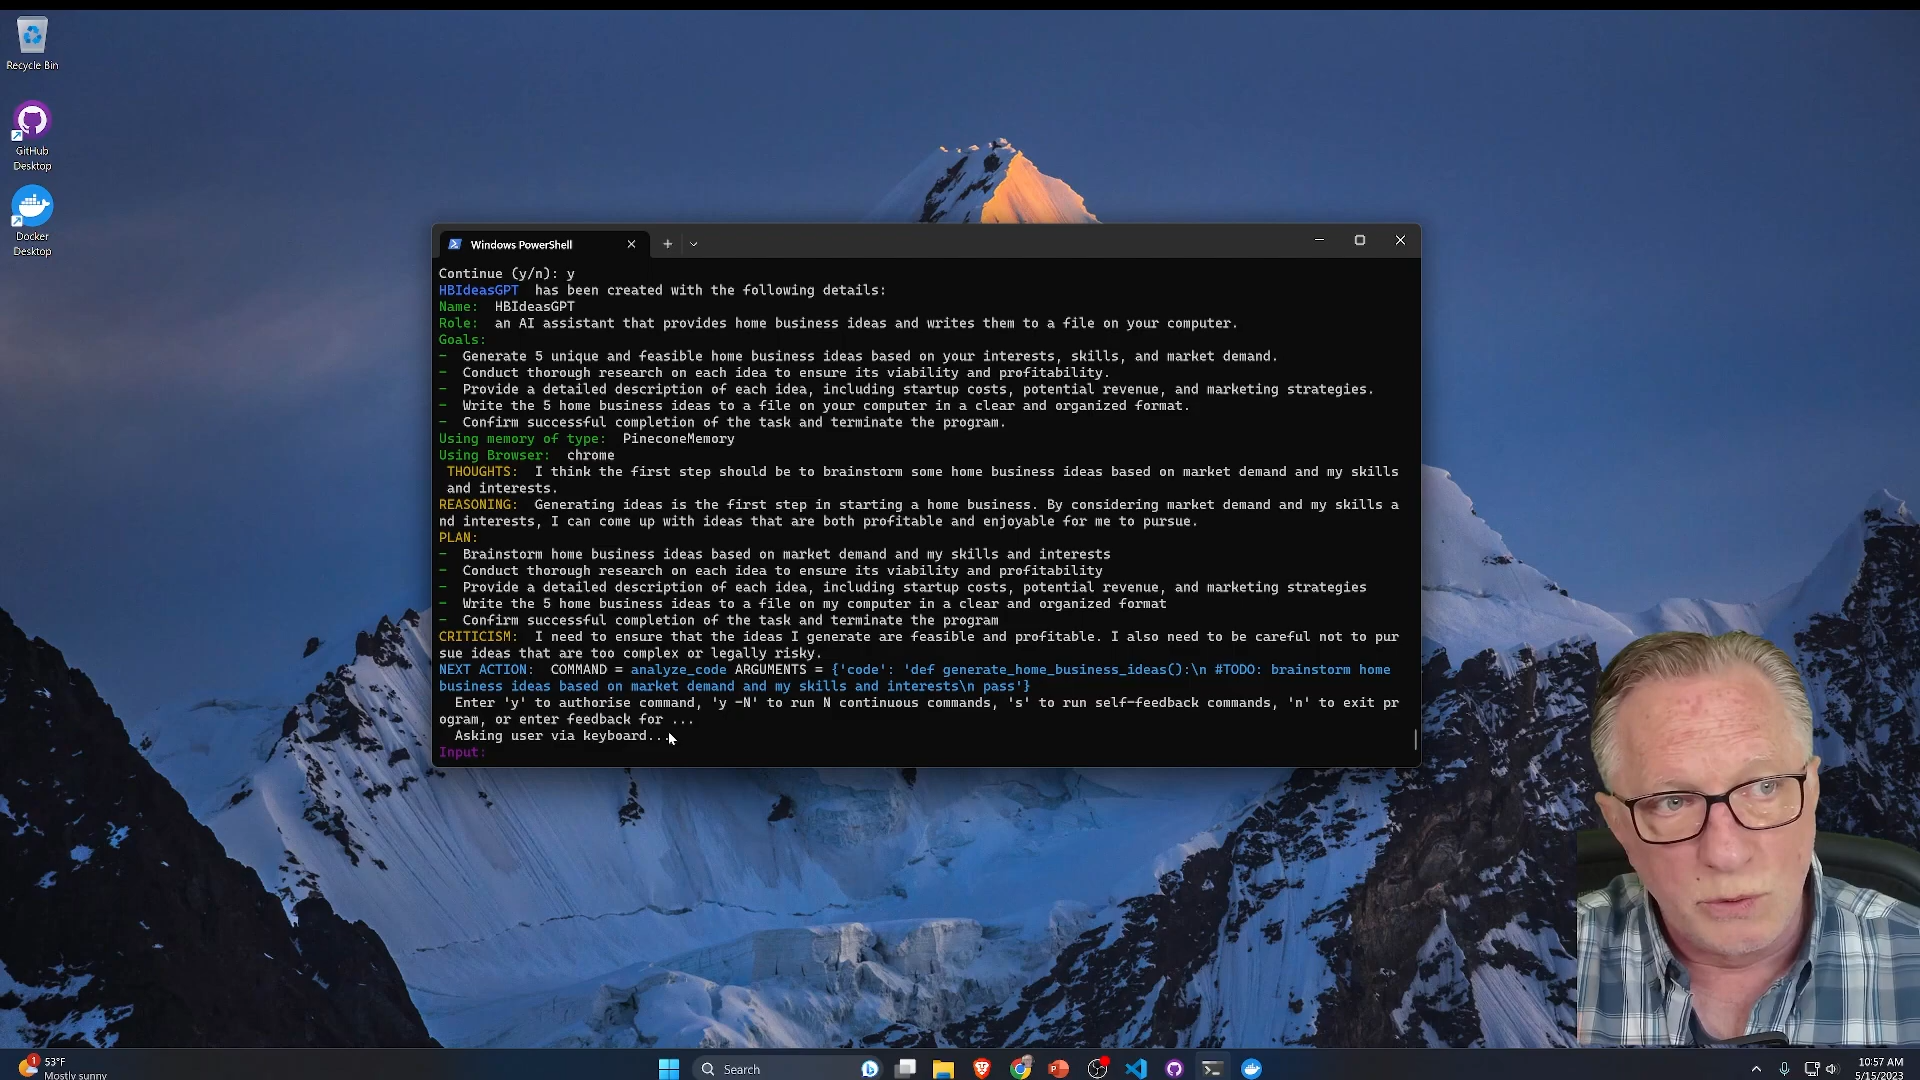 Recycle Bin
GitHub
Desktop
Docker
Desktop
Windows PowerShell
Continue (y/n): y
HBIdeasGPT  has been created with the following details:
Name:  HBIdeasGPT
Role:  an AI assistant that provides home business ideas and writes them to a file on your computer.
Goals:
-  Generate 5 unique and feasible home business ideas based on your interests, skills, and market demand.
-  Conduct thorough research on each idea to ensure its viability and profitability.
-  Provide a detailed description of each idea, including startup costs, potential revenue, and marketing strategies.
-  Write the 5 home business ideas to a file on your computer in a clear and organized format.
-  Confirm successful completion of the task and terminate the program.
Using memory of type:  PineconeMemory
Using Browser:  chrome
THOUGHTS:  I think the first step should be to brainstorm some home business ideas based on market demand and my skills
and interests.
REASONING:  Generating ideas is the first step in starting a home business. By considering market demand and my skills a
nd interests, I can come up with ideas that are both profitable and enjoyable for me to pursue.
PLAN:
-  Brainstorm home business ideas based on market demand and my skills and interests
-  Conduct thorough research on each idea to ensure its viability and profitability
-  Provide a detailed description of each idea, including startup costs, potential revenue, and marketing strategies
-  Write the 5 home business ideas to a file on my computer in a clear and organized format
-  Confirm successful completion of the task and terminate the program
CRITICISM:  I need to ensure that the ideas I generate are feasible and profitable. I also need to be careful not to pur
sue ideas that are too complex or legally risky.
NEXT ACTION:  COMMAND = analyze_code ARGUMENTS = {'code': 'def generate_home_business_ideas():\n #TODO: brainstorm home
business ideas based on market demand and my skills and interests\n pass'}
Enter 'y' to authorise command, 'y -N' to run N continuous commands, 's' to run self-feedback commands, 'n' to exit pr
ogram, or enter feedback for ...
Asking user via keyboard...
Input:
1
53°F
Mostly sunny
Search
10:57 AM
5/15/2023